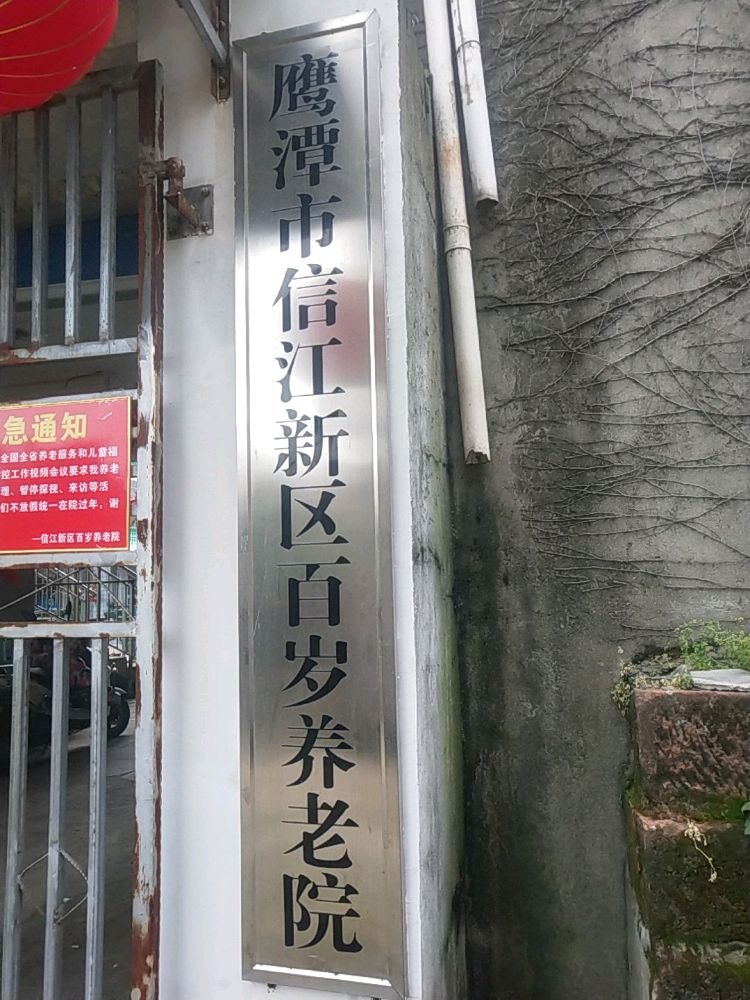 鹰潭市信江新区百岁养老院
急通知
全国全省养老服务和儿童福
控工作视频会议要求我养老
理、暂停探视、来访等活
们不放假统一在院过年，谢
—信江新区百岁养老院